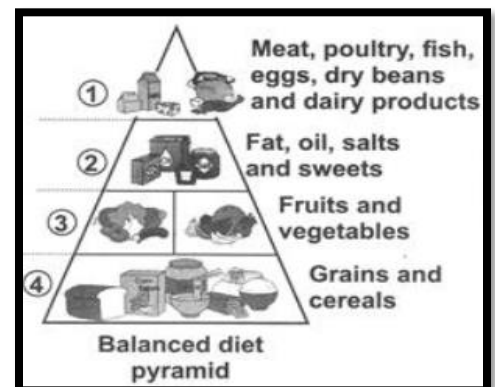 ①
Meat, poultry, fish,
eggs, dry beans
and dairy products
②
Fat, oil, salts
and sweets
③
Fruits and
vegetables
④
Grains and
cereals
Balanced diet
pyramid